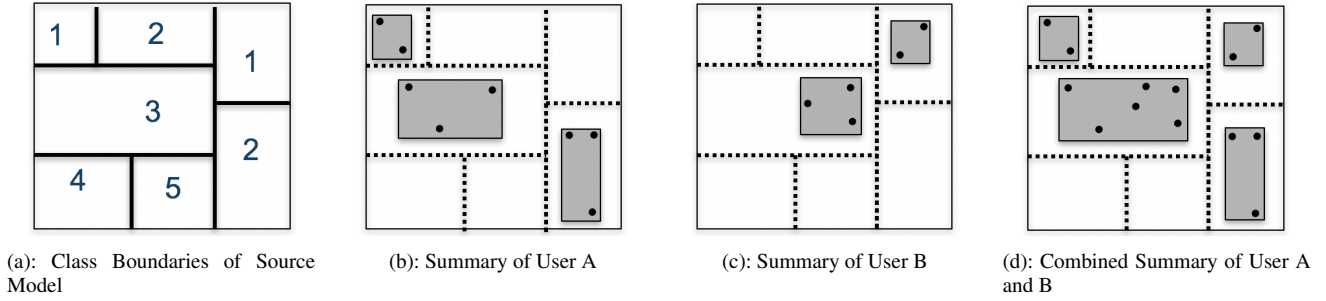 1
2
1
3
2
4
5
(a): Class Boundaries of Source
Model
(b): Summary of User A
(c): Summary of User B
(d): Combined Summary of User A
and B